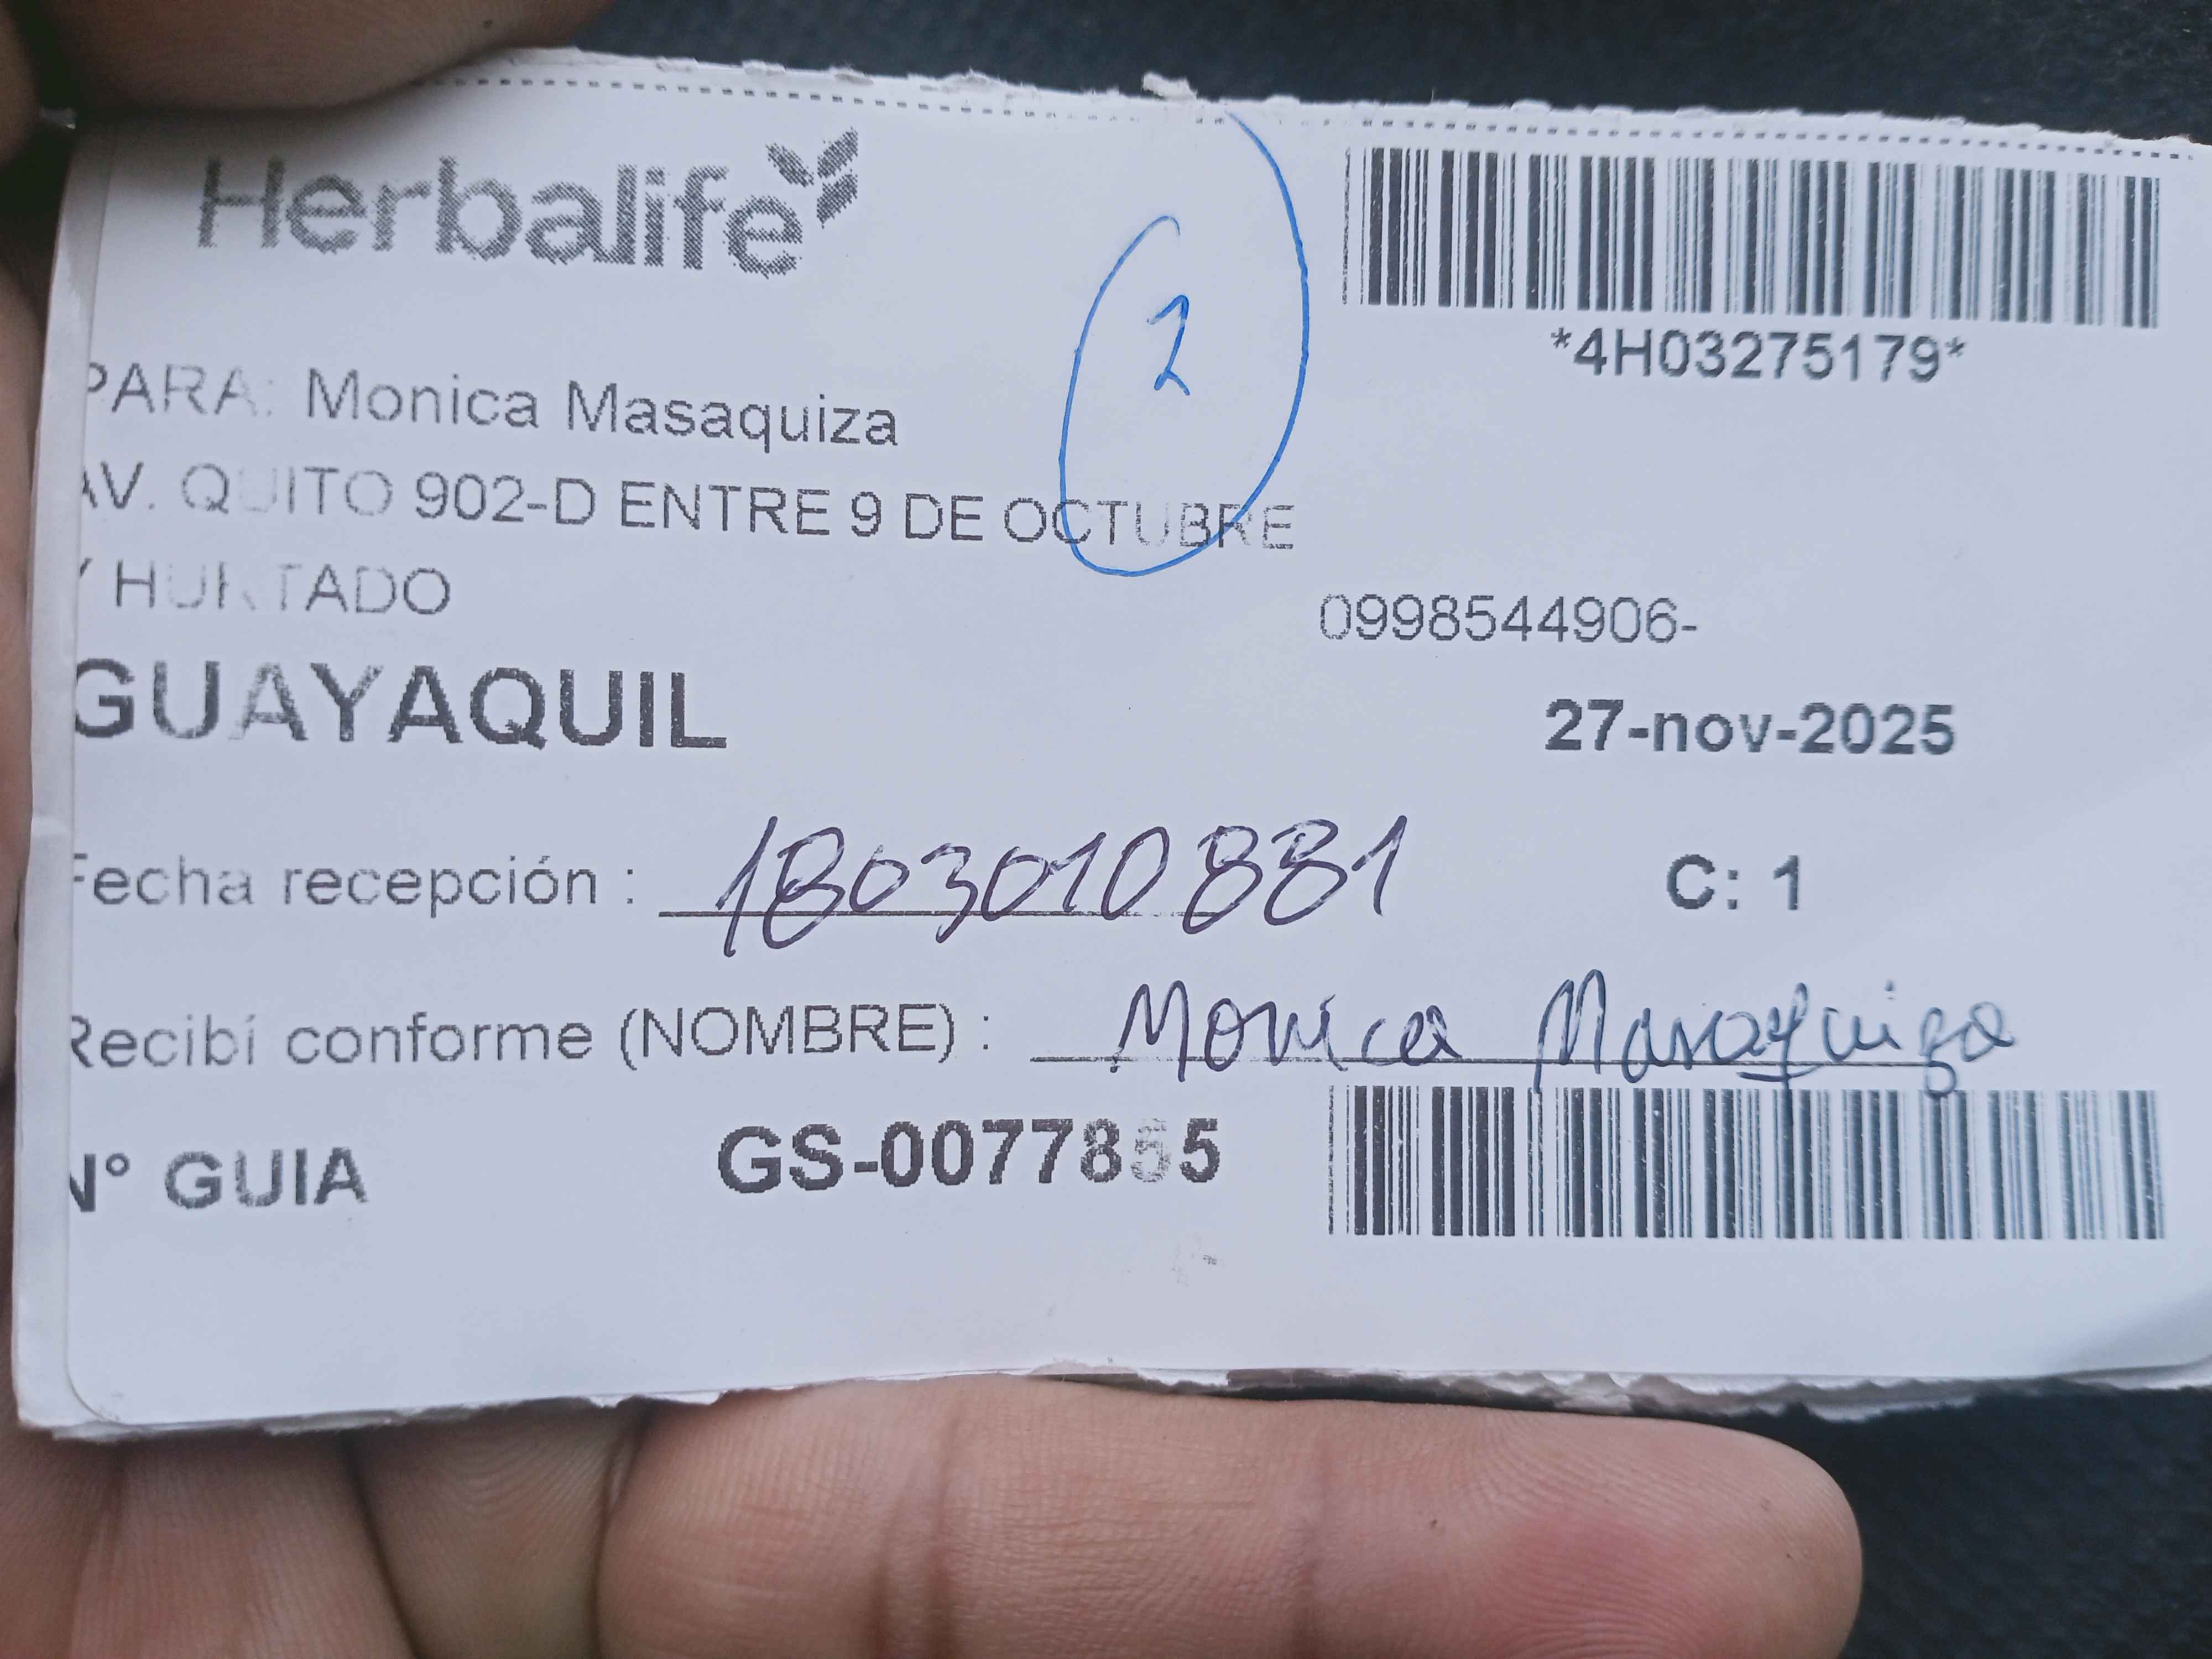 Herbalife
2
*4H03275179*
PARA: Monica Masaquiza
AV. QUITO 902-D ENTRE 9 DE OCTUBRE
Y HURTADO
0998544906-
GUAYAQUIL
27-nov-2025
Fecha recepción : 1803010881
C: 1
Recibí conforme (NOMBRE) : Monica Masaquiza
N° GUIA GS-0077855